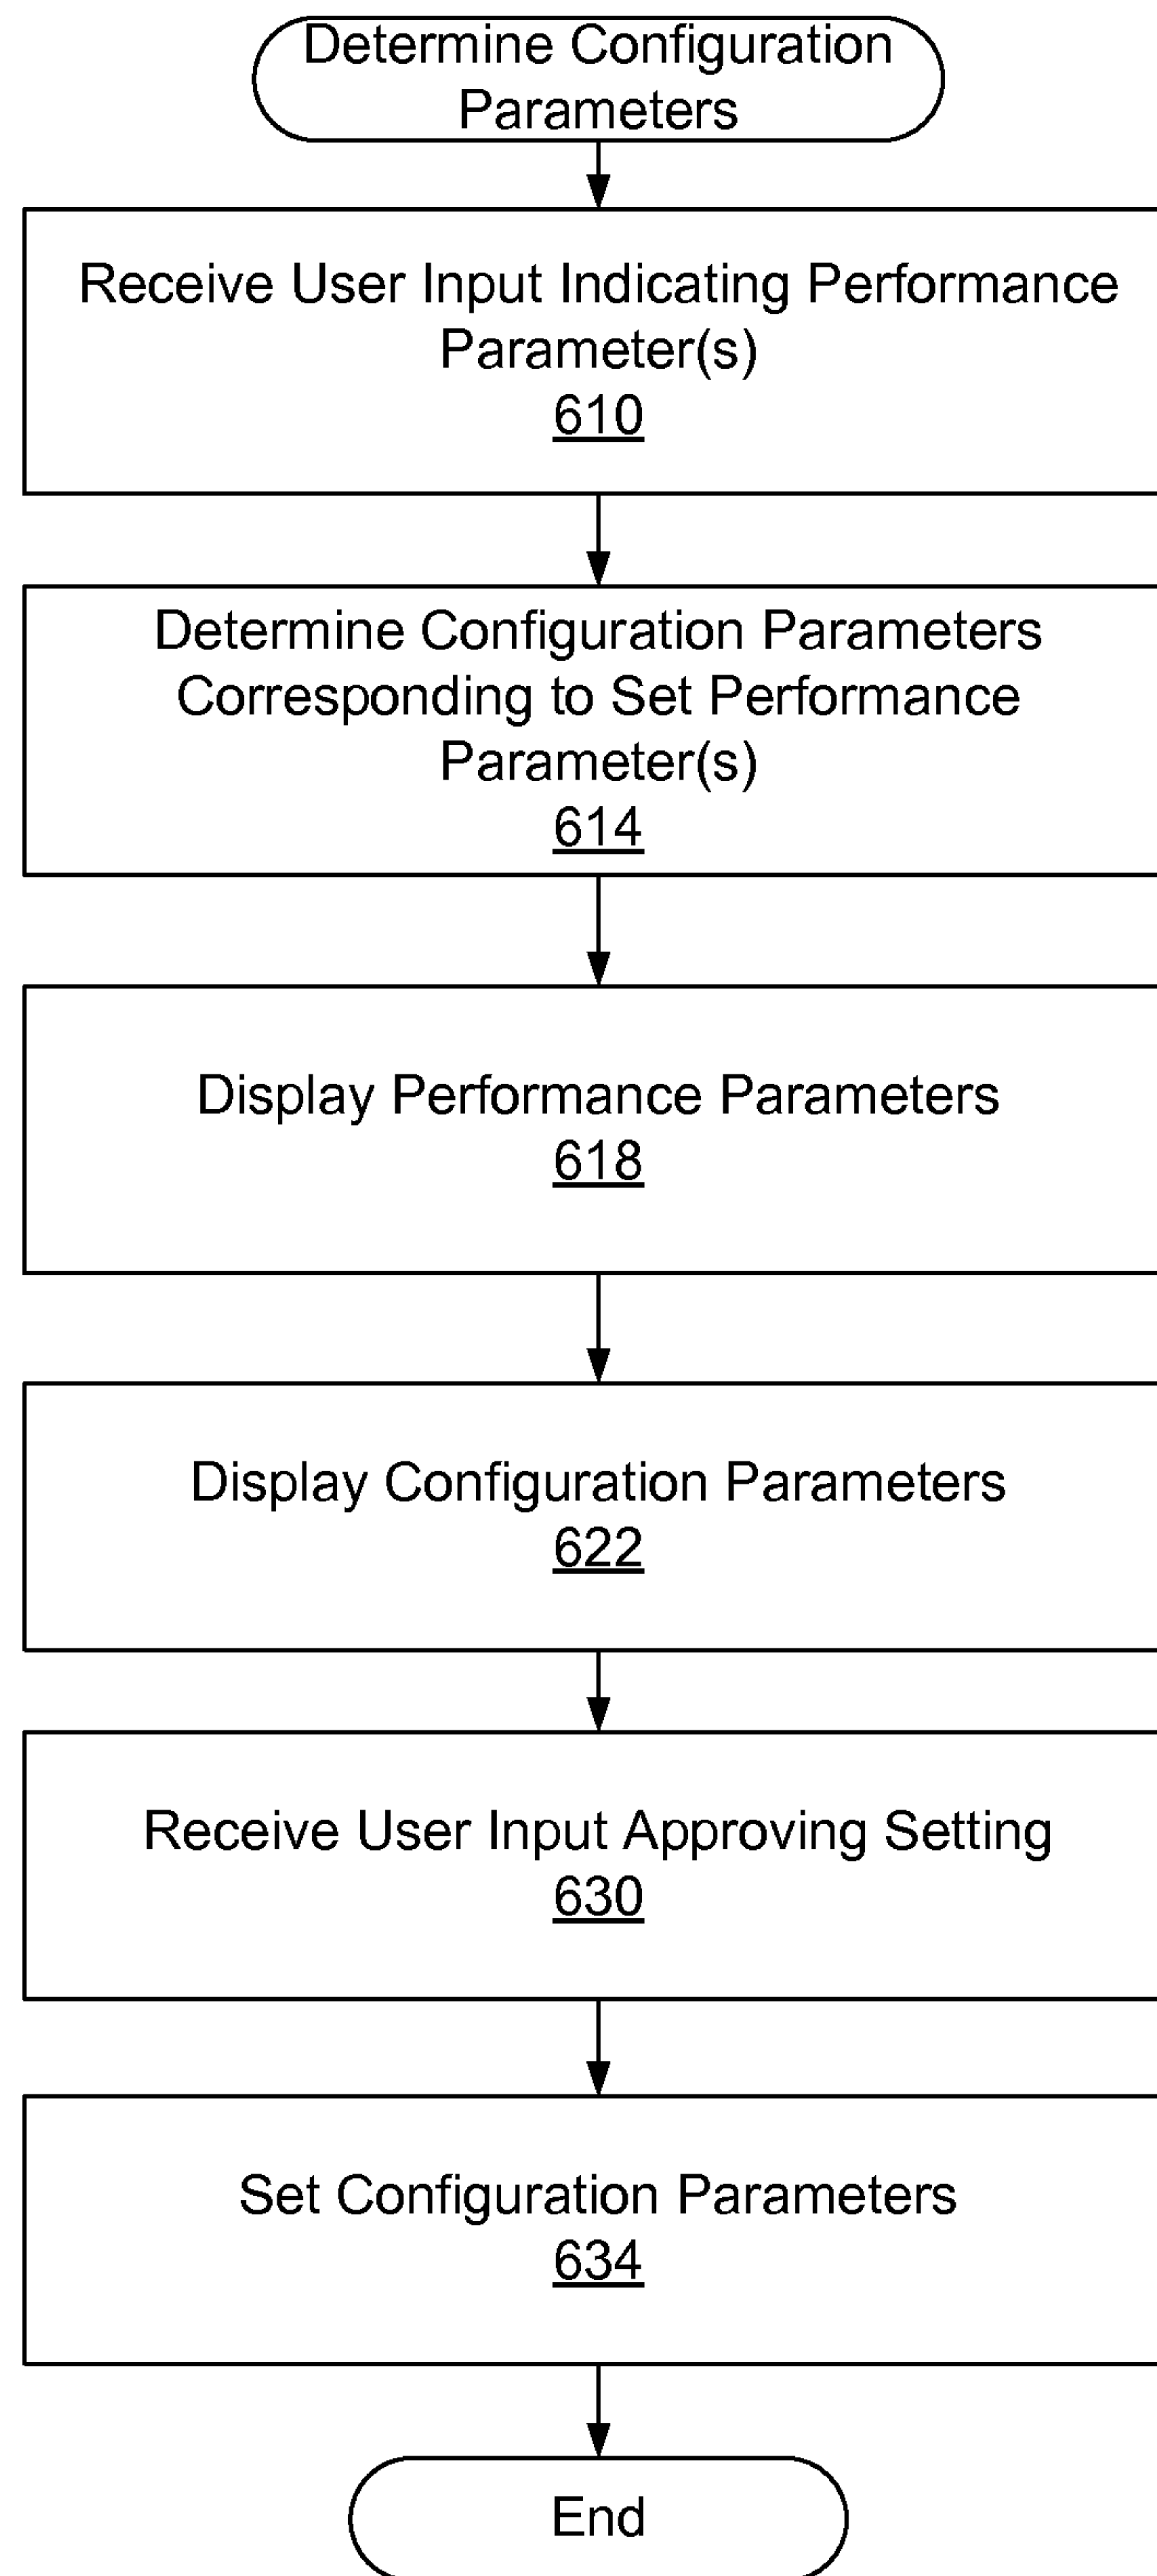 Determine Configuration
Parameters
Receive User Input Indicating Performance
Parameter(s)
610
Determine Configuration Parameters
Corresponding to Set Performance
Parameter(s)
614
Display Performance Parameters
618
Display Configuration Parameters
622
Receive User Input Approving Setting
630
Set Configuration Parameters
634
End